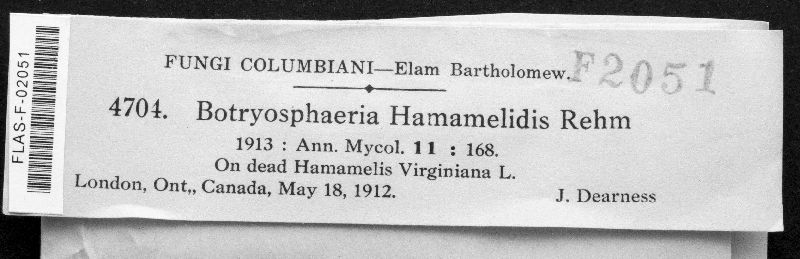 FLAS-F-02051
FUNGI COLUMBIANI—Elam Bartholomew.
F2051
4704. Botryosphaeria Hamamelidis Rehm
1913 : Ann. Mycol. 11 : 168.
On dead Hamamelis Virginiana L.
London, Ont,, Canada, May 18, 1912. J. Dearness